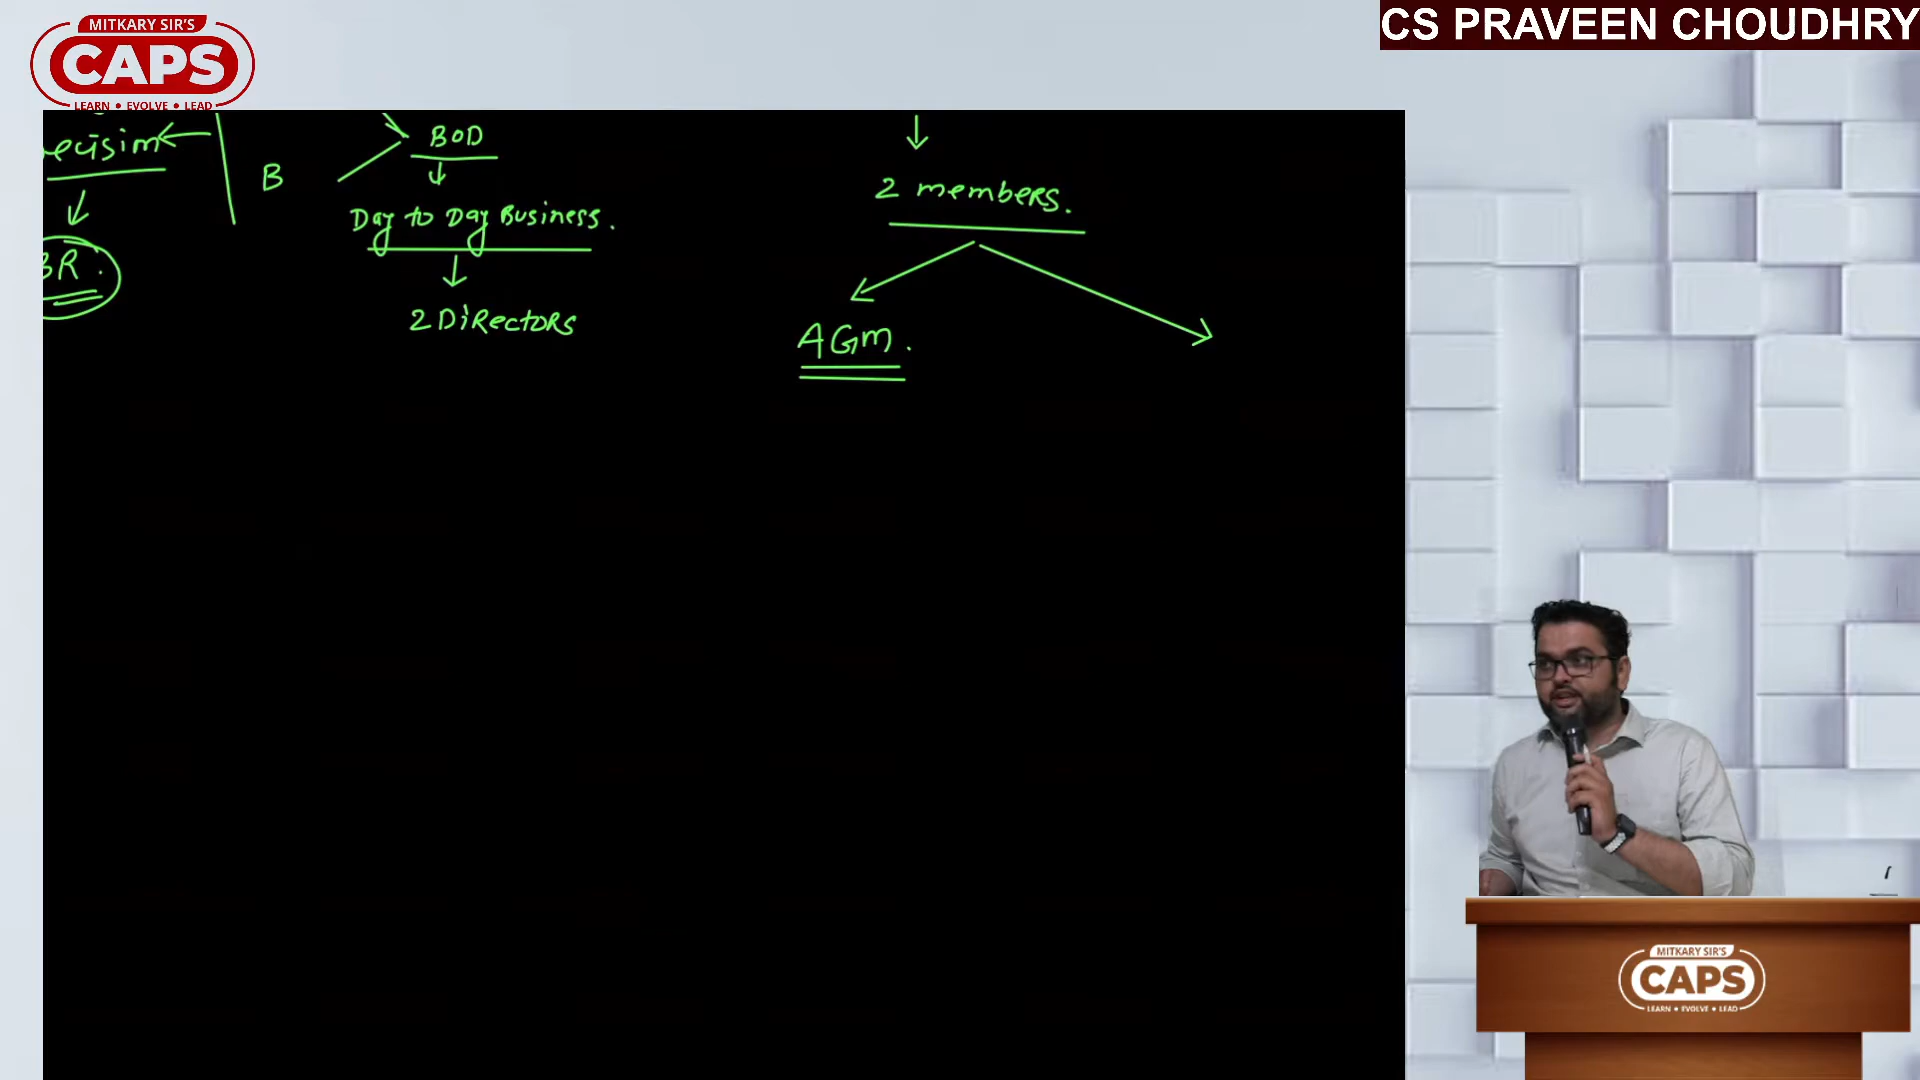 MITKARY SIR'S
CAPS
LEARN • EVOLVE • LEAD
CS PRAVEEN CHOUDHRY
ecisim
BR.
B
BOD
Day to Day Business.
2 Directors
2 members.
AGM.
MITKARY SIR'S
CAPS
LEARN • EVOLVE • LEAD